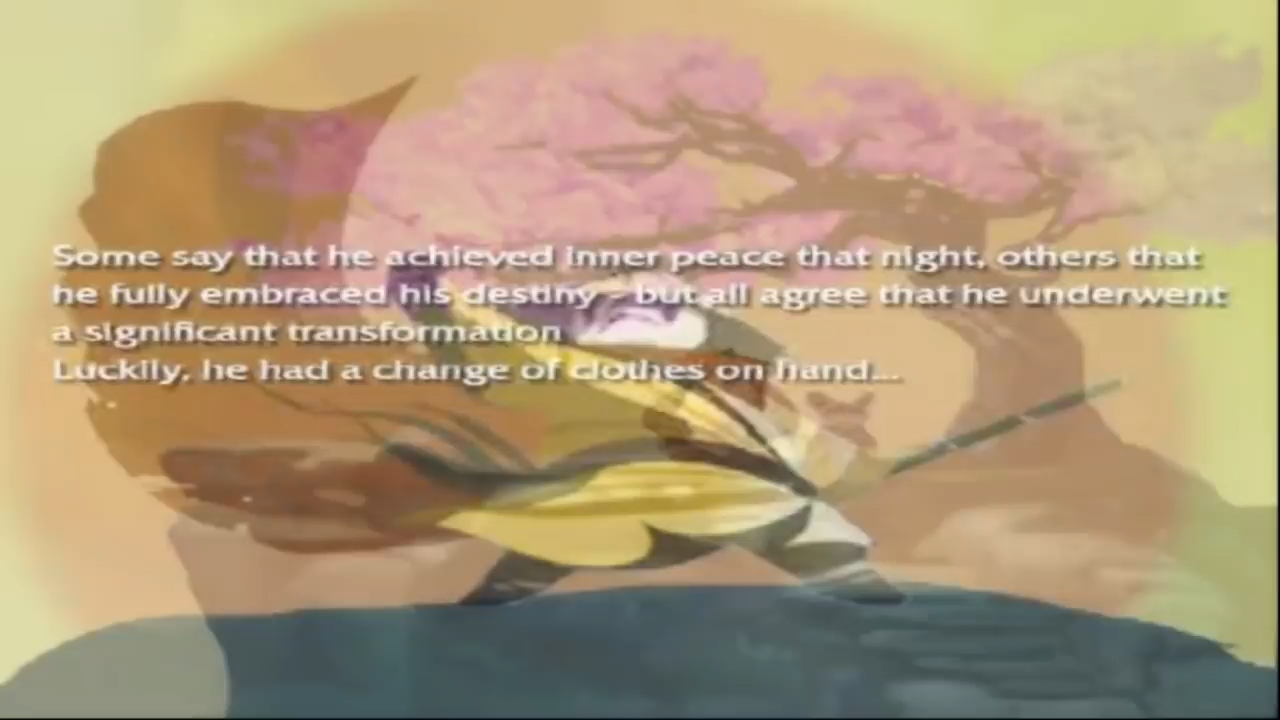 Some say that he achieved inner peace that night, others that
he fully embraced his destiny - but all agree that he underwent
a significant transformation
Luckily, he had a change of clothes on hand...